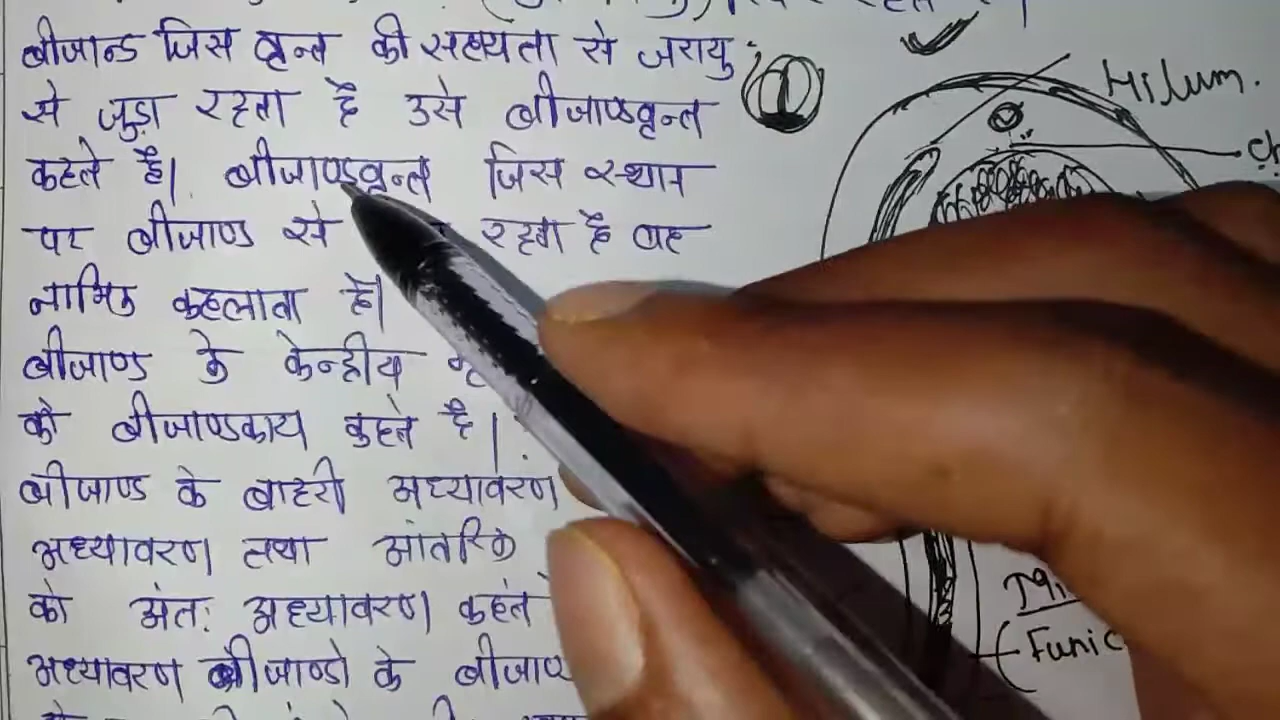 बीजान्ड जिस वृन्त की सहायता से जरायु
से जुड़ा रहता है उसे बीजाण्डवृन्त
कहते है। बीजाण्डवृन्त जिस स्थान
पर बीजाण्ड से रहता है वह
नाभिक कहलाता है।
बीजाण्ड के केन्द्रीय
को बीजाण्डकाय कहते है।
बीजाण्ड के बाहरी अध्यावरण
अध्यावरण तथा आंतरिक
को अंत: अध्यावरण कहते
अध्यावरण बीजाण्डो के
Hilum.
Ch
Funic